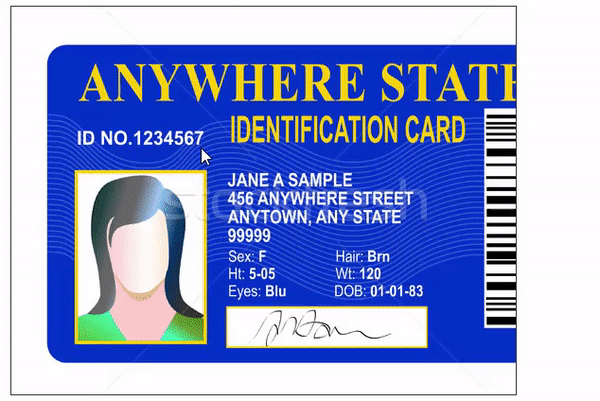 ANYWHERE STATE
ID NO.1234567
IDENTIFICATION CARD
JANE A SAMPLE
456 ANYWHERE STREET
ANYTOWN, ANY STATE
99999
Sex: F Hair: Brn
Ht: 5-05 Wt: 120
Eyes: Blu DOB: 01-01-83